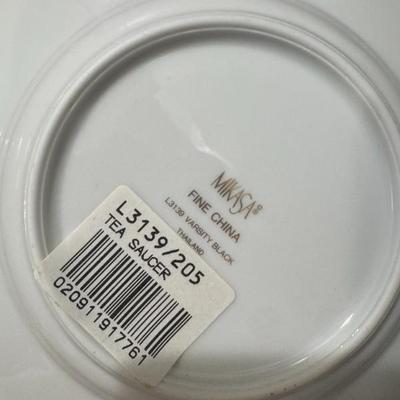 MIKASA®
FINE CHINA
L3139 VARSITY BLACK
THAILAND
L3139/205
TEA SAUCER
020911917761